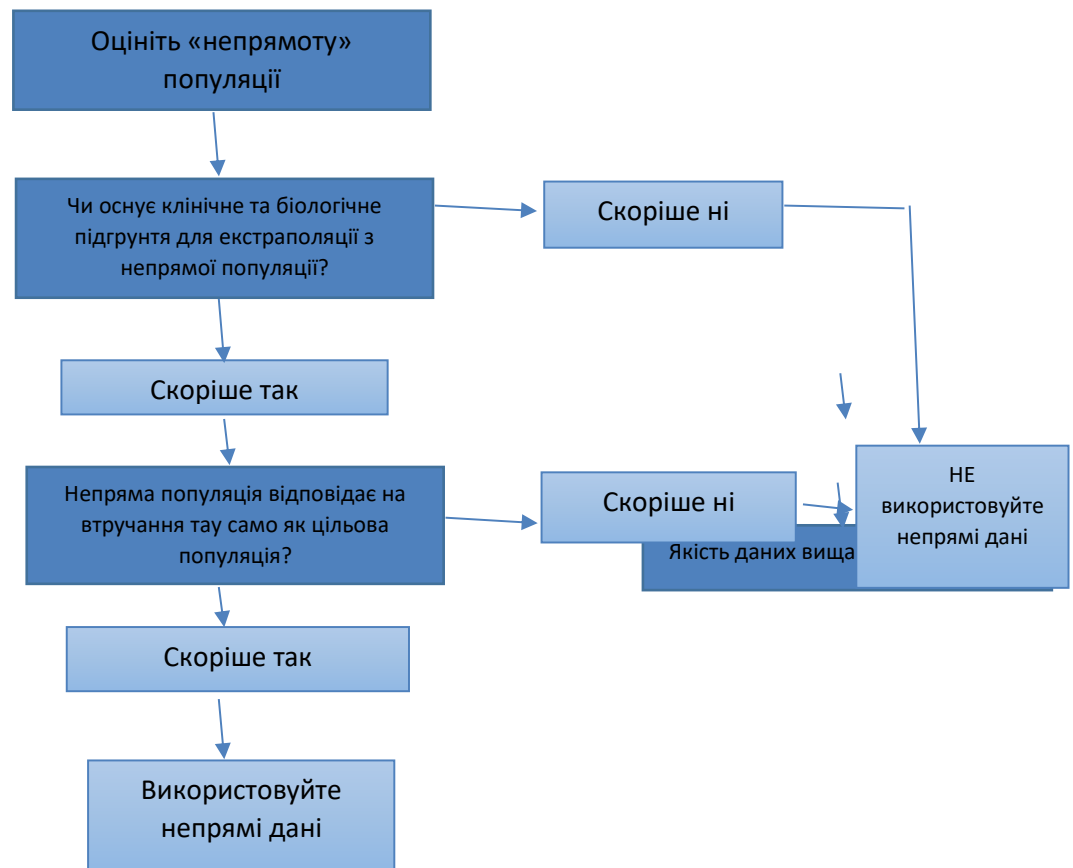 Оцініть «непрямоту»
популяції
Чи оснує клінічне та біологічне
підгрунтя для екстраполяції з
непрямої популяції?
Скоріше ні
Скоріше так
Непряма популяція відповідає на
втручання тау само як цільова
популяція?
Скоріше ні
НЕ
використовуйте
непрямі дані
Якість даних вища
Скоріше так
Використовуйте
непрямі дані